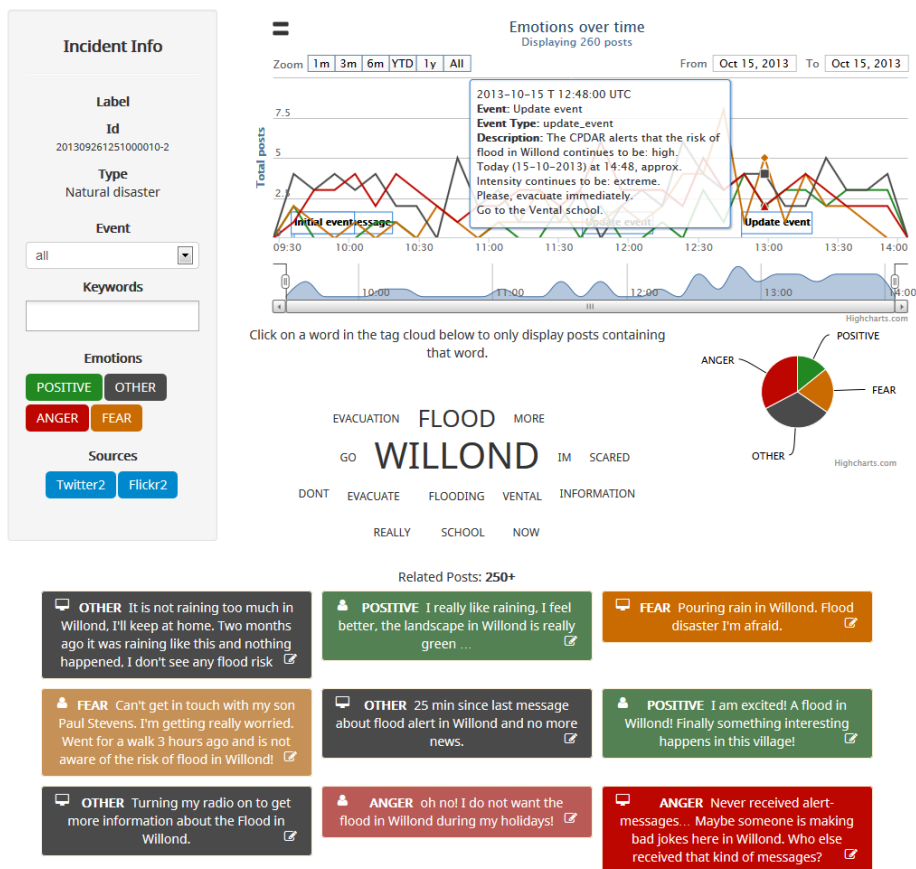 Incident Info
Label
Id
201309261251000010-2
Type
Natural disaster
Event
all
Keywords
Emotions
POSITIVE OTHER
ANGER FEAR
Sources
Twitter2 Flickr2
Emotions over time
Displaying 260 posts
Zoom 1m 3m 6m YTD 1y All
From Oct 15, 2013 To Oct 15, 2013
Total posts
7.5
5
2.5
2013-10-15 T 12:48:00 UTC
Event: Update event
Event Type: update_event
Description: The CPDAR alerts that the risk of
flood in Willond continues to be: high.
Today (15-10-2013) at 14:48, approx.
Intensity continues to be: extreme.
Please, evacuate immediately.
Go to the Vental school.
Initial event
Update event
Update event
09:30 10:00 10:30 11:00 11:30 12:00 12:30 13:00 13:30 14:00
10:00 11:00 12:00 13:00 14:00
Highcharts.com
Click on a word in the tag cloud below to only display posts containing
that word.
EVACUATION FLOOD MORE
GO WILLOND IM SCARED
DONT EVACUATE FLOODING VENTAL INFORMATION
REALLY SCHOOL NOW
POSITIVE
ANGER
FEAR
OTHER
Highcharts.com
Related Posts: 250+
OTHER It is not raining too much in
Willond, I'll keep at home. Two months
ago it was raining like this and nothing
happened, I don't see any flood risk
POSITIVE I really like raining, I feel
better, the landscape in Willond is really
green ...
FEAR Pouring rain in Willond. Flood
disaster I'm afraid.
FEAR Can't get in touch with my son
Paul Stevens. I'm getting really worried.
Went for a walk 3 hours ago and is not
aware of the risk of flood in Willond!
OTHER 25 min since last message
about flood alert in Willond and no more
news.
POSITIVE I am excited! A flood in
Willond! Finally something interesting
happens in this village!
OTHER Turning my radio on to get
more information about the Flood in
Willond.
ANGER oh no! I do not want the
flood in Willond during my holidays!
ANGER Never received alert-
messages... Maybe someone is making
bad jokes here in Willond. Who else
received that kind of messages?